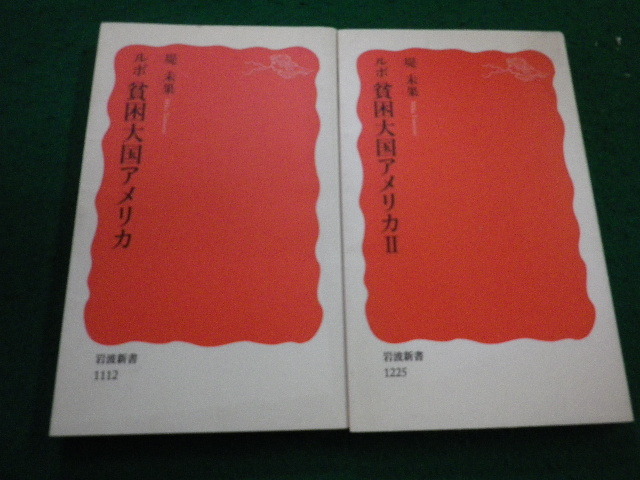 堤 未果
ルポ 貧困大国アメリカ
岩波新書
1112
堤 未果
ルポ 貧困大国アメリカII
岩波新書
1225